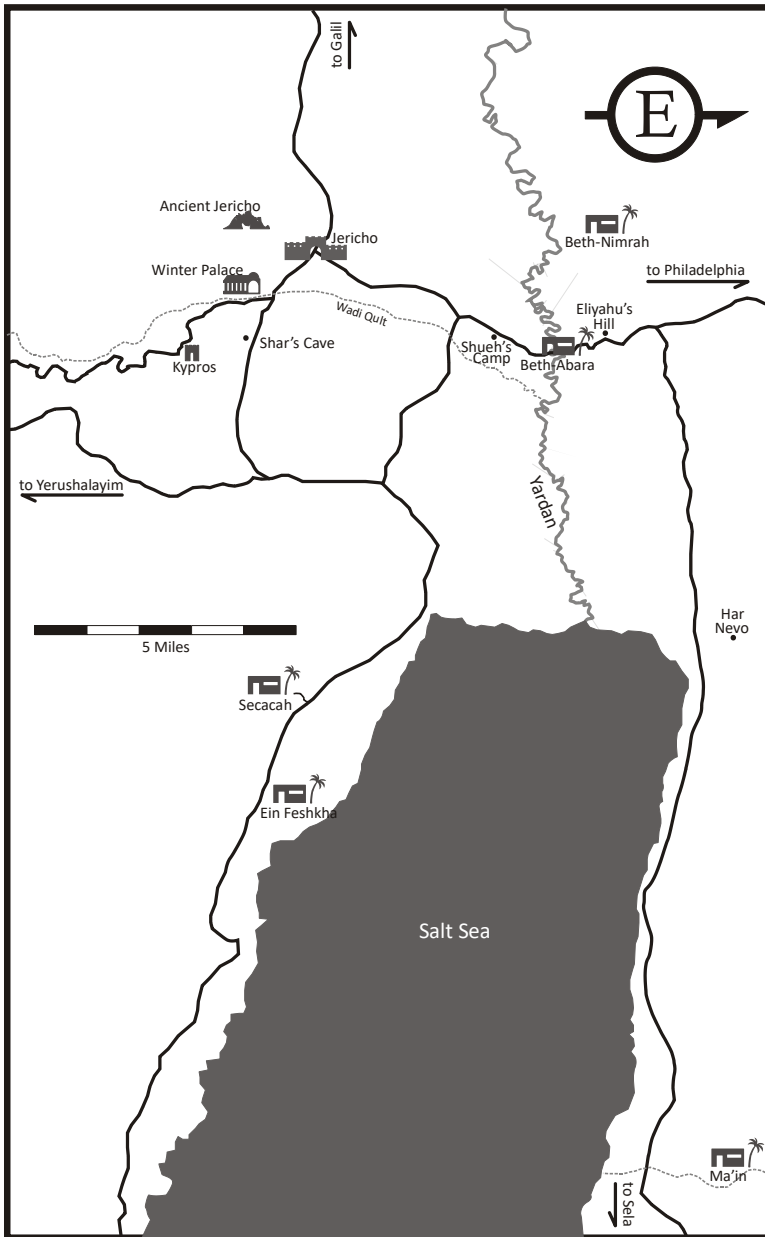 to Galil
E
Ancient Jericho
Jericho
Beth-Nimrah
Winter Palace
to Philadelphia
Wadi Qult
Eliyahu's
Hill
Shar's Cave
Shueh's
Camp
Kypros
Beth-Abara
to Yerushalayim
Yardan
Har
Nevo
5 Miles
Secacah
Ein Feshkha
Salt Sea
Ma'in
to Sela